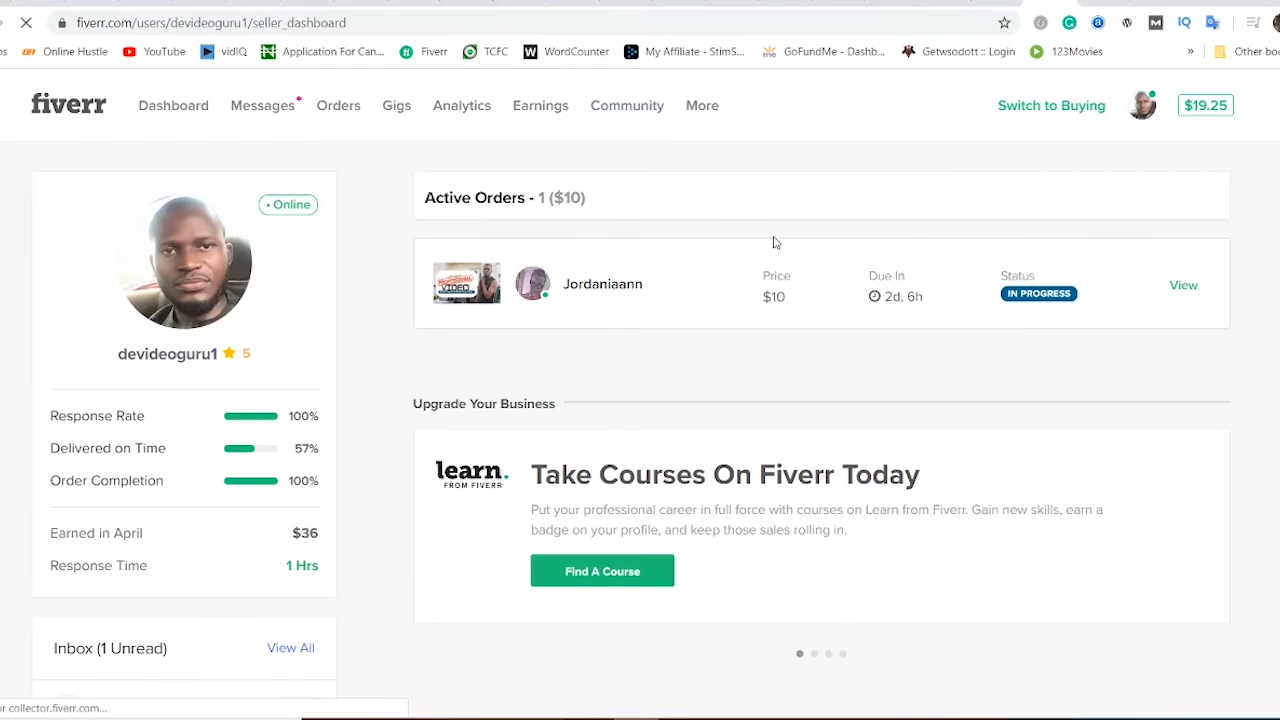 fiverr.com/users/devideoguru1/seller_dashboard
Online Hustle YouTube vidIQ Application For Can... Fiverr TCFC WordCounter My Affiliate - StimS... GoFundMe - Dashb... Getwsodott :: Login 123Movies » Other boo
fiverr Dashboard Messages Orders Gigs Analytics Earnings Community More Switch to Buying $19.25
• Online
devideoguru1 5
Response Rate 100%
Delivered on Time 57%
Order Completion 100%
Earned in April $36
Response Time 1 Hrs
Inbox (1 Unread) View All
Active Orders - 1 ($10)
VIDEO
Jordaniaann
Price
$10
Due In
2d, 6h
Status
IN PROGRESS
View
Upgrade Your Business
learn.
FROM FIVERR
Take Courses On Fiverr Today
Put your professional career in full force with courses on Learn from Fiverr. Gain new skills, earn a
badge on your profile, and keep those sales rolling in.
Find A Course
or collector.fiverr.com...